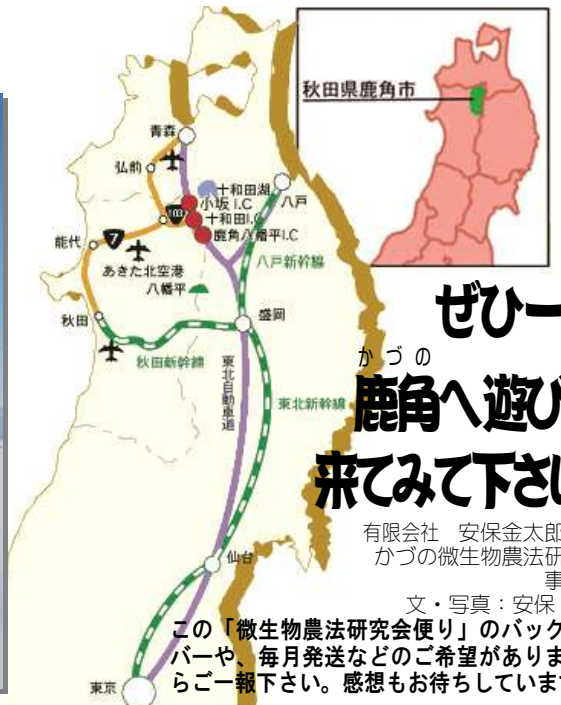 秋田県鹿角市
青森
弘前
十和田湖
八戸
小坂 I.C
103
十和田I.C
鹿角八幡平I.C
能代
7
あきた北空港
八戸新幹線
八幡平
秋田
盛岡
秋田新幹線
東北自動車道
東北新幹線
仙台
東京
ぜひ一
かづの
鹿角へ遊び
来てみて下さい
有限会社 安保金太郎
かづの微生物農法研
事
文・写真：安保
この「微生物農法研究会便り」のバック
バーや、毎月発送などのご希望がありま
らご一報下さい。感想もお待ちしています